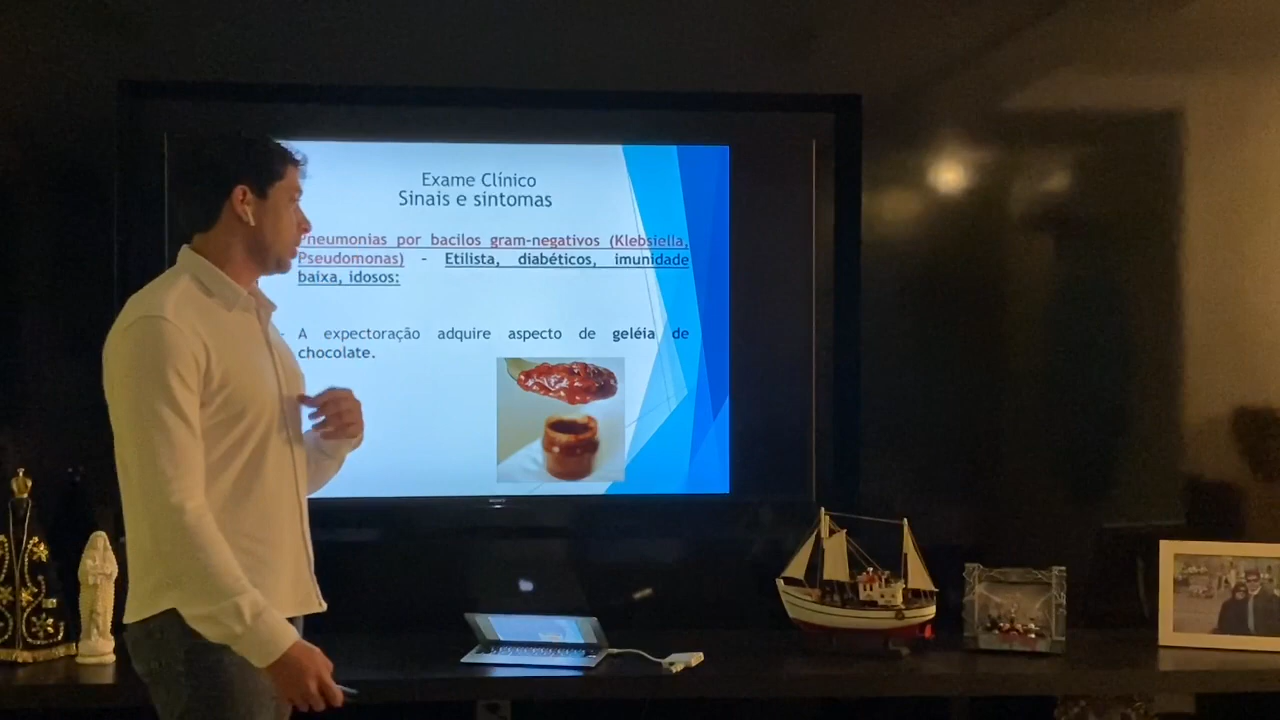 Exame Clínico
Sinais e sintomas
Pneumonias por bacilos gram-negativos (Klebsiella,
Pseudomonas) - Etilista, diabéticos, imunidade
baixa, idosos:
- A expectoração adquire aspecto de geléia de
chocolate.
SONY